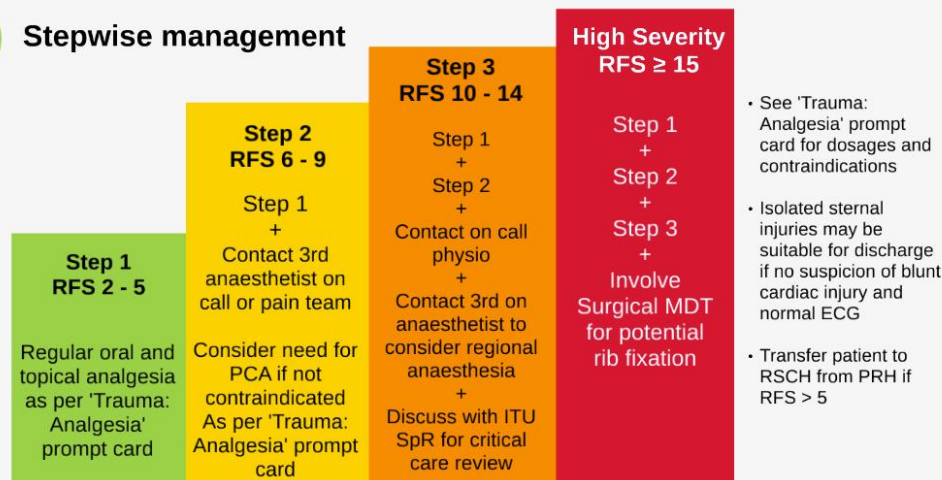 Stepwise management
Step 1
RFS 2 - 5
Regular oral and
topical analgesia
as per 'Trauma:
Analgesia'
prompt card
Step 2
RFS 6 - 9
Step 1
+
Contact 3rd
anaesthetist on
call or pain team
Consider need for
PCA if not
contraindicated
As per 'Trauma:
Analgesia' prompt
card
Step 3
RFS 10 - 14
Step 1
+
Step 2
+
Contact on call
physio
+
Contact 3rd on
anaesthetist to
consider regional
anaesthesia
+
Discuss with ITU
SpR for critical
care review
High Severity
RFS ≥ 15
Step 1
+
Step 2
+
Step 3
+
Involve
Surgical MDT
for potential
rib fixation
• See 'Trauma:
Analgesia' prompt
card for dosages and
contraindications
• Isolated sternal
injuries may be
suitable for discharge
if no suspicion of blunt
cardiac injury and
normal ECG
• Transfer patient to
RSCH from PRH if
RFS > 5